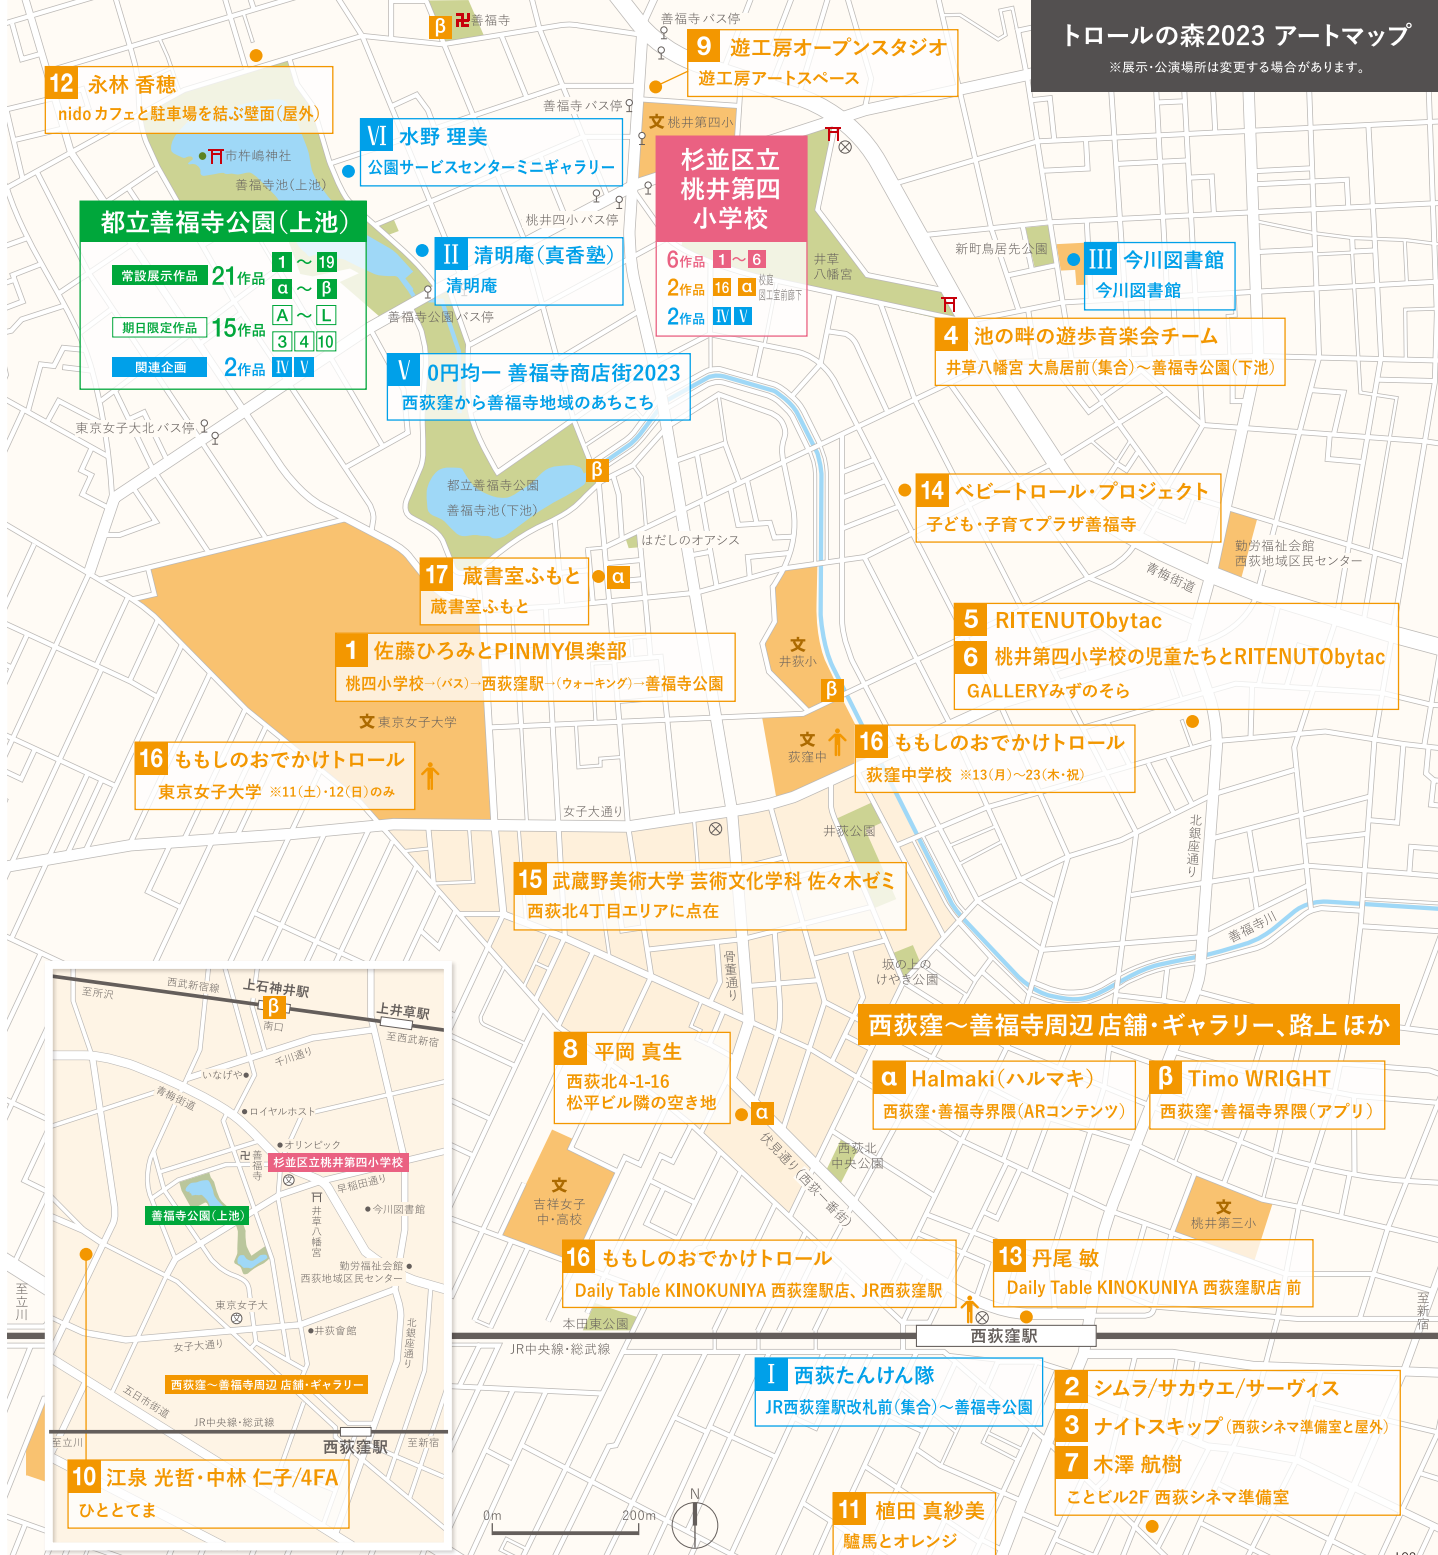 トロールの森2023 アートマップ
※展示・公演場所は変更する場合があります。
β
卍善福寺
善福寺 バス停
9 遊工房オープンスタジオ
遊工房アートスペース
12 永林 香穂
nido カフェと駐車場を結ぶ壁面(屋外)
善福寺 バス停
文 桃井第四小
VI 水野 理美
公園サービスセンターミニギャラリー
市杵嶋神社
善福寺池(上池)
杉並区立
桃井第四
小学校
6作品 1〜6
2作品 16 α 校庭
図工室前廊下
2作品 IV V
都立善福寺公園(上池)
常設展示作品 21作品 1 〜 19
α 〜 β
期日限定作品 15作品 A 〜 L
3 4 10
関連企画 2作品 IV V
桃井四小 バス停
II 清明庵(真香塾)
清明庵
善福寺公園 バス停
井草
八幡宮
新町鳥居先公園
III 今川図書館
今川図書館
4 池の畔の遊歩音楽会チーム
井草八幡宮 大鳥居前(集合)〜善福寺公園(下池)
V 0円均一 善福寺商店街2023
西荻窪から善福寺地域のあちこち
東京女子大北 バス停
都立善福寺公園
善福寺池(下池)
β
14 ベビートロール・プロジェクト
子ども・子育てプラザ善福寺
はだしのオアシス
勤労福祉会館
西荻地域区民センター
青梅街道
17 蔵書室ふもと
蔵書室ふもと
α
5 RITENUTObytac
6 桃井第四小学校の児童たちとRITENUTObytac
GALLERYみずのそら
1 佐藤ひろみとPINMY倶楽部
桃四小学校→(バス)→西荻窪駅→(ウォーキング)→善福寺公園
文
井荻小
β
文 東京女子大学
文
荻窪中
16 ももしのおでかけトロール
東京女子大学 ※11(土)・12(日)のみ
16 ももしのおでかけトロール
荻窪中学校 ※13(月)〜23(木・祝)
女子大通り
井荻公園
北銀座通り
15 武蔵野美術大学 芸術文化学科 佐々木ゼミ
西荻北4丁目エリアに点在
善福寺川
骨董通り
坂の上の
けやき公園
西荻窪〜善福寺周辺 店舗・ギャラリー、路上 ほか
α Halmaki(ハルマキ)
西荻窪・善福寺界隈(ARコンテンツ)
β Timo WRIGHT
西荻窪・善福寺界隈(アプリ)
8 平岡 真生
西荻北4-1-16
松平ビル隣の空き地
α
伏見通り(西荻一番街)
西荻北
中央公園
文
吉祥女子
中・高校
文
桃井第三小
16 ももしのおでかけトロール
Daily Table KINOKUNIYA 西荻窪駅店、JR西荻窪駅
13 丹尾 敏
Daily Table KINOKUNIYA 西荻窪駅店 前
至立川
至新宿
本田東公園
西荻窪駅
JR中央線・総武線
I 西荻たんけん隊
JR西荻窪駅改札前(集合)〜善福寺公園
2 シムラ/サカウエ/サーヴィス
3 ナイトスキップ(西荻シネマ準備室と屋外)
7 木澤 航樹
ことビル2F 西荻シネマ準備室
11 植田 真紗美
驢馬とオレンジ
0m 200m
N
至所沢
西武新宿線
上石神井駅
β
南口
上井草駅
至西武新宿
千川通り
いなげや
青梅街道
ロイヤルホスト
オリンピック
卍善福寺
杉並区立桃井第四小学校
早稲田通り
善福寺公園(上池)
井草八幡宮
今川図書館
勤労福祉会館
西荻地域区民センター
東京女子大
井荻會館
女子大通り
北銀座通り
西荻窪〜善福寺周辺 店舗・ギャラリー
五日市街道
JR中央線・総武線
至立川
西荻窪駅
至新宿
10 江泉 光哲・中林 仁子/4FA
ひととてま